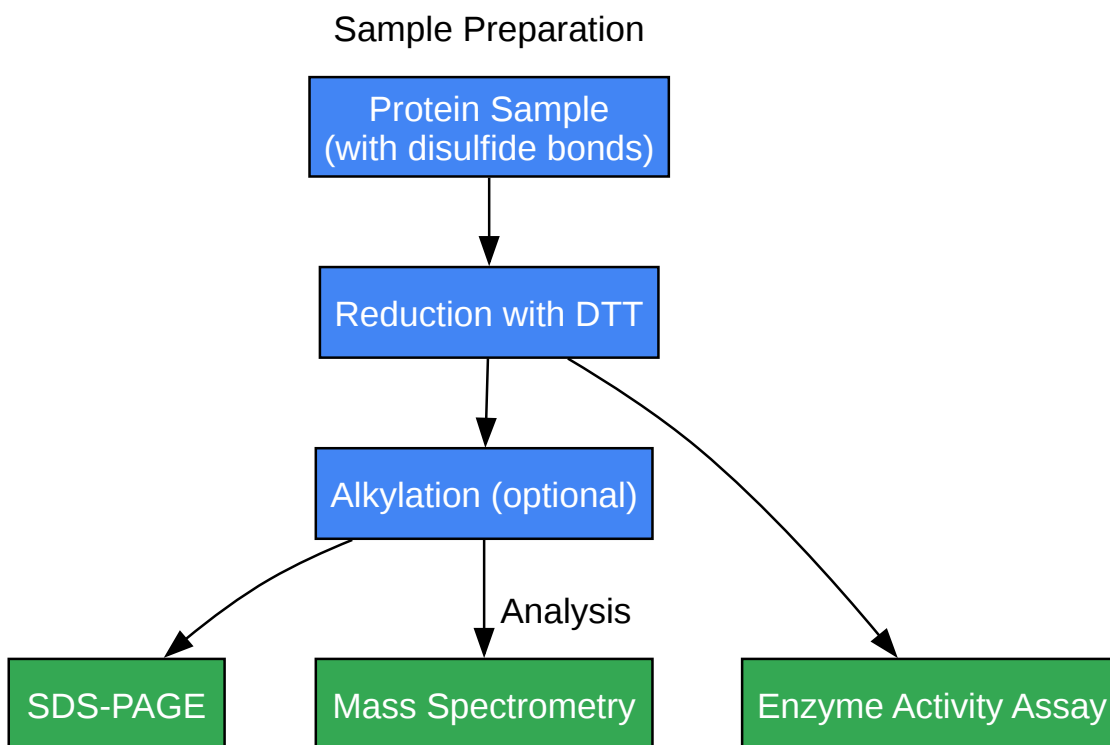 Sample Preparation
Protein Sample
(with disulfide bonds)
Reduction with DTT
Alkylation (optional)
Analysis
SDS-PAGE
Mass Spectrometry
Enzyme Activity Assay